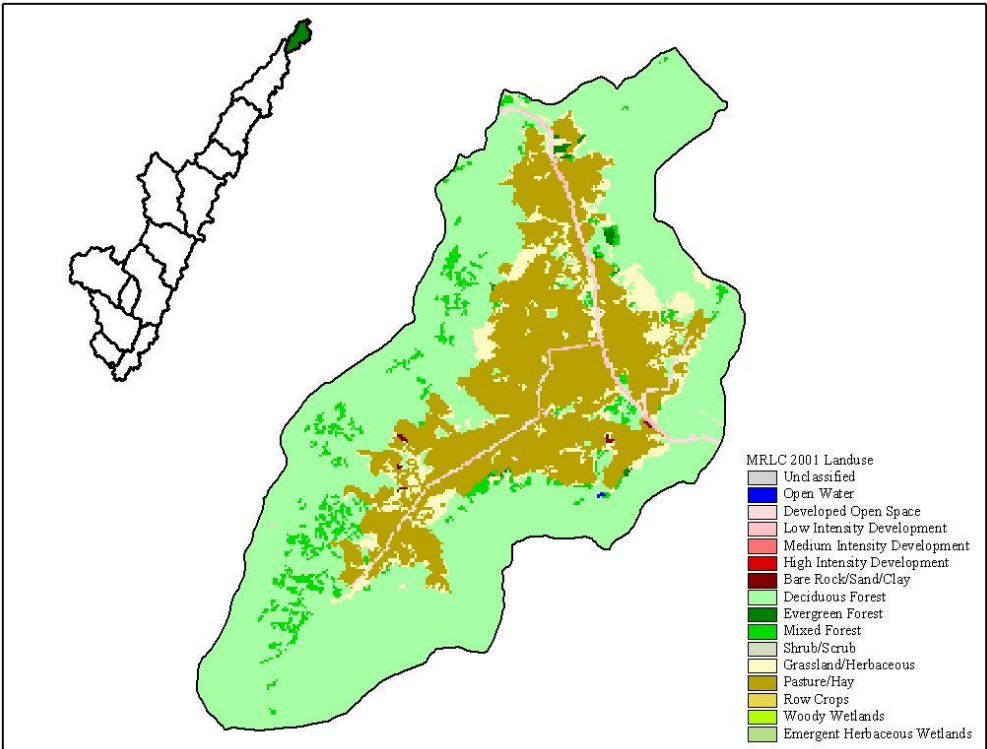 MRLC 2001 Landuse
Unclassified
Open Water
Developed Open Space
Low Intensity Development
Medium Intensity Development
High Intensity Development
Bare Rock/Sand/Clay
Deciduous Forest
Evergreen Forest
Mixed Forest
Shrub/Scrub
Grassland/Herbaceous
Pasture/Hay
Row Crops
Woody Wetlands
Emergent Herbaceous Wetlands